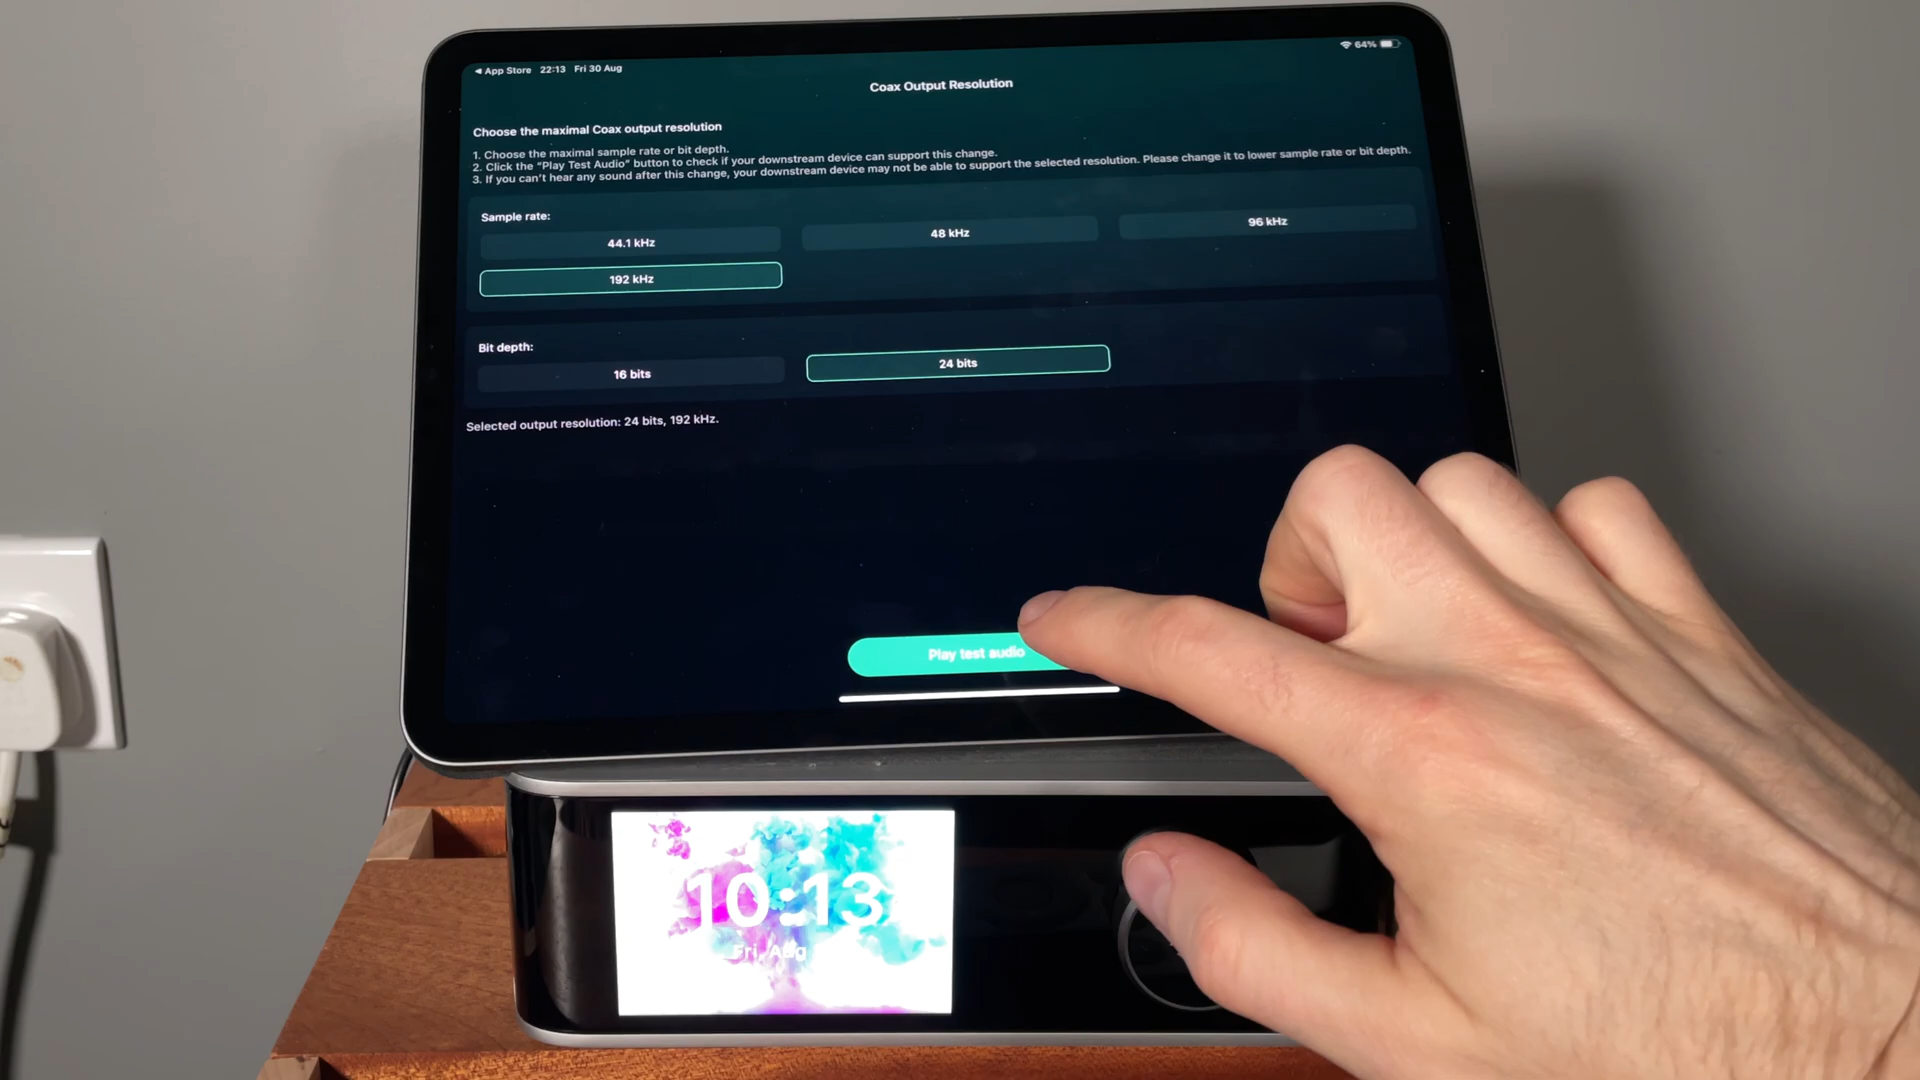 ◀ App Store 22:13 Fri 30 Aug
64%
Coax Output Resolution
Choose the maximal Coax output resolution
1. Choose the maximal sample rate or bit depth.
2. Click the "Play Test Audio" button to check if your downstream device can support this change.
3. If you can't hear any sound after this change, your downstream device may not be able to support the selected resolution. Please change it to lower sample rate or bit depth.
Sample rate:
44.1 kHz
48 kHz
96 kHz
192 kHz
Bit depth:
16 bits
24 bits
Selected output resolution: 24 bits, 192 kHz.
Play test audio
10:13
Fri, Aug